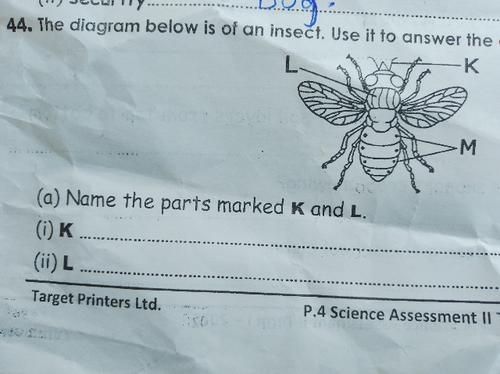 44. The diagram below is of an insect. Use it to answer the
L
K
M
(a) Name the parts marked K and L.
(i) K ........................................
(ii) L ........................................
Target Printers Ltd.
P.4 Science Assessment II